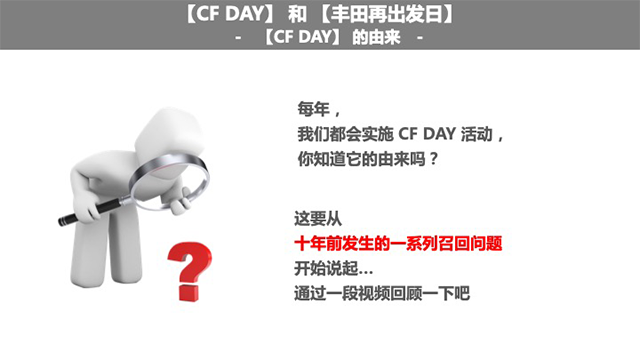 【CF DAY】 和 【丰田再出发日】
- 【CF DAY】 的由来 -
每年，
我们都会实施 CF DAY 活动，
你知道它的由来吗？
这要从
十年前发生的一系列召回问题
开始说起...
通过一段视频回顾一下吧